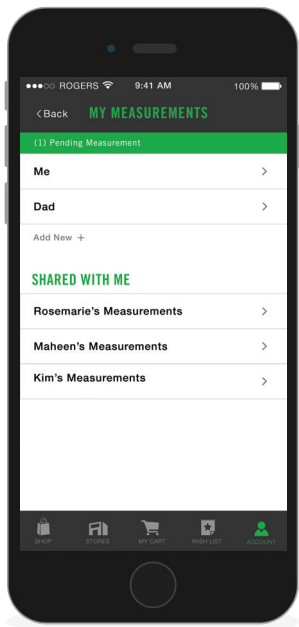 ROGERS 9:41 AM 100%
<Back MY MEASUREMENTS
(1) Pending Measurement
Me
Dad
Add New +
SHARED WITH ME
Rosemarie's Measurements
Maheen's Measurements
Kim's Measurements
SHOP STORES MY CART WISH LIST ACCOUNT